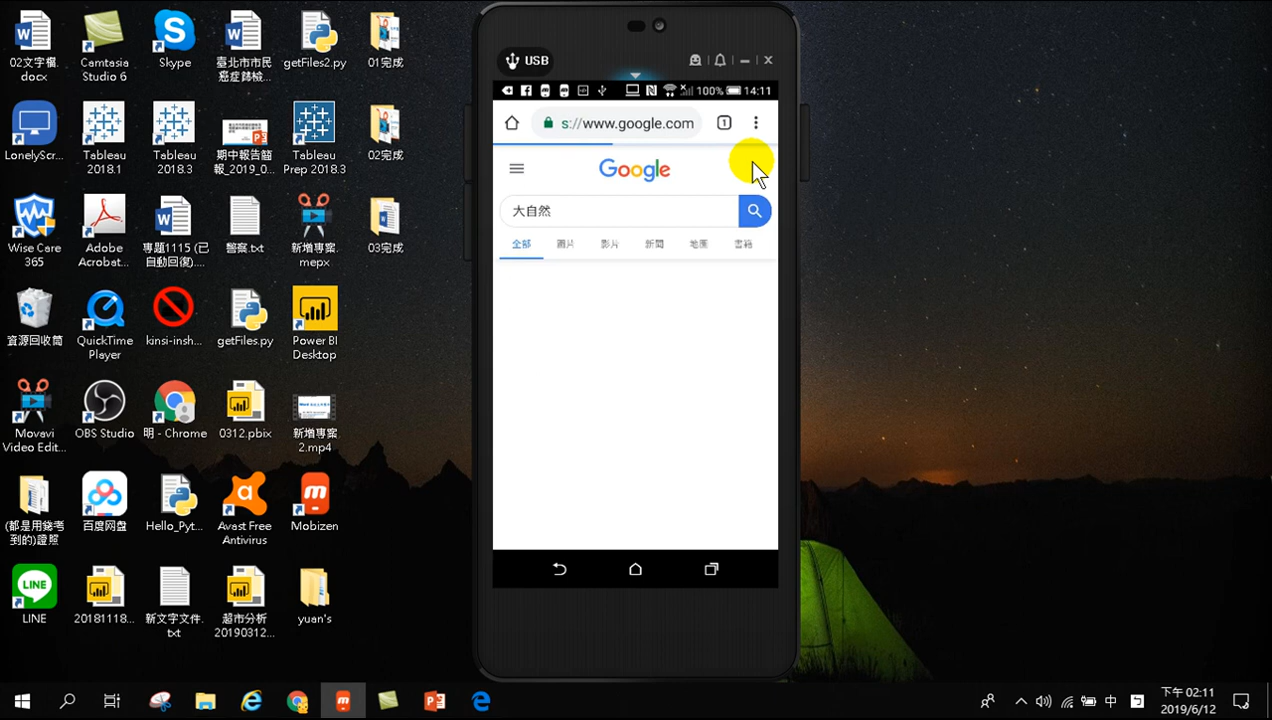 02文字檔.
docx
Camtasia
Studio 6
Skype
臺北市市民
癌症篩檢...
getFiles2.py
01完成
LonelyScr...
Tableau
2018.1
Tableau
2018.3
期中報告簡
報_2019_0...
Tableau
Prep 2018.3
02完成
Wise Care
365
Adobe
Acrobat...
專題1115 (已
自動回復)....
警察.txt
新增專案.
mepx
03完成
資源回收筒
QuickTime
Player
kinsi-insh...
getFiles.py
Power BI
Desktop
Movavi
Video Edit...
OBS Studio
明 - Chrome
0312.pbix
新增專案
2.mp4
(都是用錢考
到的)證照
百度网盘
Hello_Pyt...
Avast Free
Antivirus
Mobizen
LINE
20181118...
新文字文件.
txt
超市分析
20190312...
yuan's
USB
100%
14:11
s://www.google.com
1
Google
大自然
全部
圖片
影片
新聞
地圖
書籍
中
下午 02:11
2019/6/12